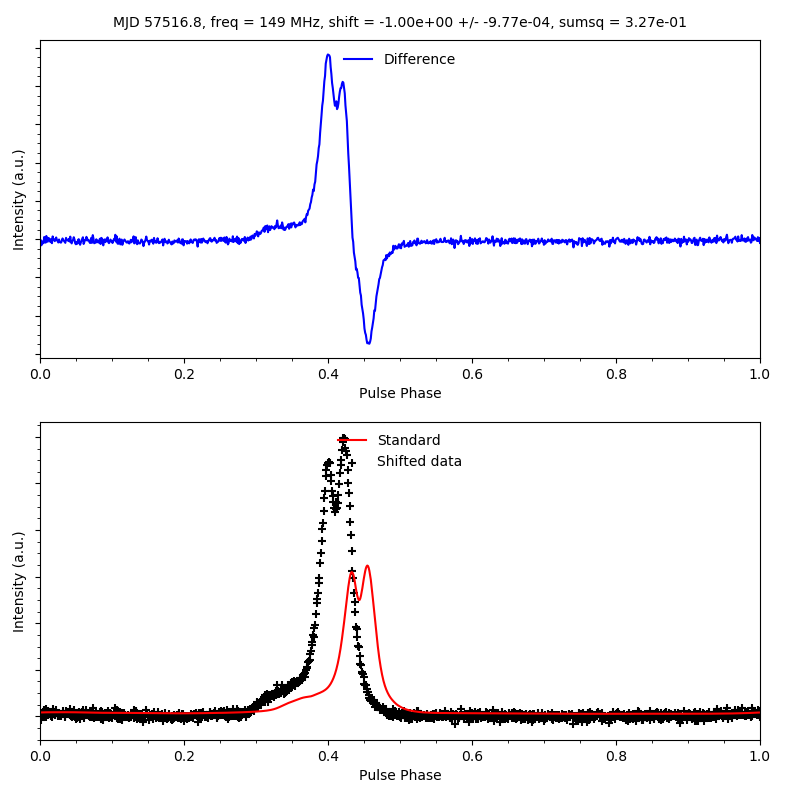 MJD 57516.8, freq = 149 MHz, shift = -1.00e+00 +/- -9.77e-04, sumsq = 3.27e-01
Difference
Intensity (a.u.)
0.0 0.2 0.4 0.6 0.8 1.0
Pulse Phase
Standard
Shifted data
Intensity (a.u.)
0.0 0.2 0.4 0.6 0.8 1.0
Pulse Phase